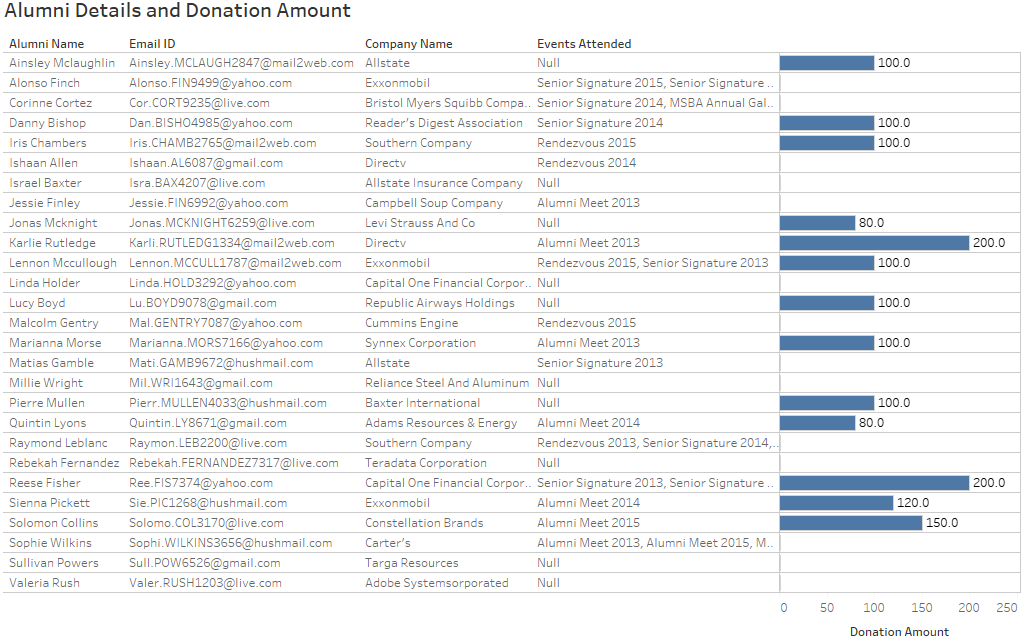 Alumni Details and Donation Amount
Alumni Name Email ID Company Name Events Attended
Ainsley Mclaughlin Ainsley.MCLAUGH2847@mail2web.com Allstate Null 100.0
Alonso Finch Alonso.FIN9499@yahoo.com Exxonmobil Senior Signature 2015, Senior Signature ..
Corinne Cortez Cor.CORT9235@live.com Bristol Myers Squibb Compa.. Senior Signature 2014, MSBA Annual Gal..
Danny Bishop Dan.BISHO4985@yahoo.com Reader's Digest Association Senior Signature 2014 100.0
Iris Chambers Iris.CHAMB2765@mail2web.com Southern Company Rendezvous 2015 100.0
Ishaan Allen Ishaan.AL6087@gmail.com Directv Rendezvous 2014
Israel Baxter Isra.BAX4207@live.com Allstate Insurance Company Null
Jessie Finley Jessie.FIN6992@yahoo.com Campbell Soup Company Alumni Meet 2013
Jonas Mcknight Jonas.MCKNIGHT6259@live.com Levi Strauss And Co Null 80.0
Karlie Rutledge Karli.RUTLEDG1334@mail2web.com Directv Alumni Meet 2013 200.0
Lennon Mccullough Lennon.MCCULL1787@mail2web.com Exxonmobil Rendezvous 2015, Senior Signature 2013 100.0
Linda Holder Linda.HOLD3292@yahoo.com Capital One Financial Corpor.. Null
Lucy Boyd Lu.BOYD9078@gmail.com Republic Airways Holdings Null 100.0
Malcolm Gentry Mal.GENTRY7087@yahoo.com Cummins Engine Rendezvous 2015
Marianna Morse Marianna.MORS7166@yahoo.com Synnex Corporation Alumni Meet 2013 100.0
Matias Gamble Mati.GAMB9672@hushmail.com Allstate Senior Signature 2013
Millie Wright Mil.WRI1643@gmail.com Reliance Steel And Aluminum Null
Pierre Mullen Pierr.MULLEN4033@hushmail.com Baxter International Null 100.0
Quintin Lyons Quintin.LY8671@gmail.com Adams Resources & Energy Alumni Meet 2014 80.0
Raymond Leblanc Raymon.LEB2200@live.com Southern Company Rendezvous 2013, Senior Signature 2014,..
Rebekah Fernandez Rebekah.FERNANDEZ7317@live.com Teradata Corporation Null
Reese Fisher Ree.FIS7374@yahoo.com Capital One Financial Corpor.. Senior Signature 2013, Senior Signature .. 200.0
Sienna Pickett Sie.PIC1268@hushmail.com Exxonmobil Alumni Meet 2014 120.0
Solomon Collins Solomo.COL3170@live.com Constellation Brands Alumni Meet 2015 150.0
Sophie Wilkins Sophi.WILKINS3656@hushmail.com Carter's Alumni Meet 2013, Alumni Meet 2015, M..
Sullivan Powers Sull.POW6526@gmail.com Targa Resources Null
Valeria Rush Valer.RUSH1203@live.com Adobe Systemsorporated Null
0 50 100 150 200 250
Donation Amount